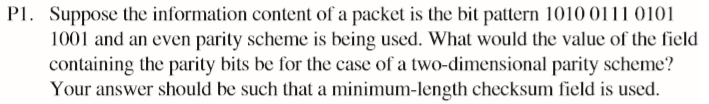 P1. Suppose the information content of a packet is the bit pattern 1010 0111 0101
1001 and an even parity scheme is being used. What would the value of the field
containing the parity bits be for the case of a two-dimensional parity scheme?
Your answer should be such that a minimum-length checksum field is used.